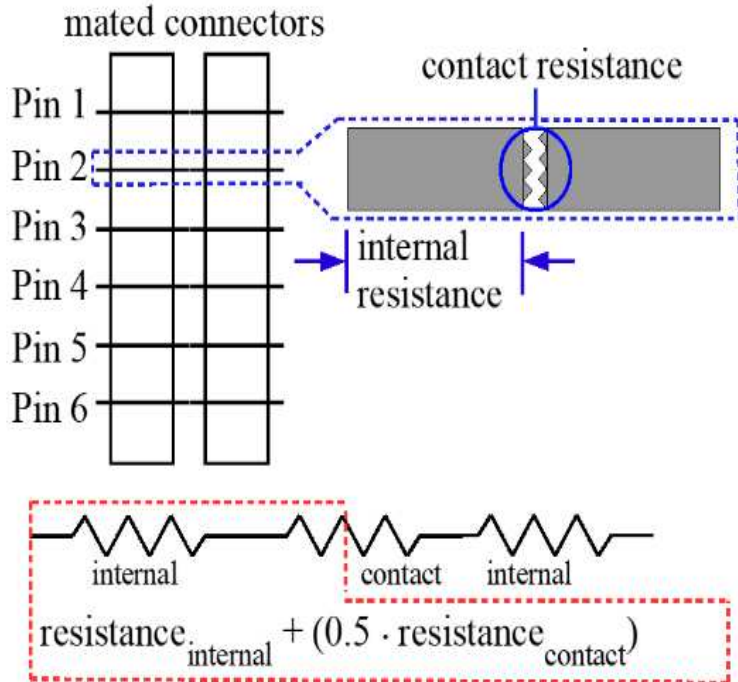 mated connectors
contact resistance
Pin 1
Pin 2
Pin 3
Pin 4
Pin 5
Pin 6
internal
resistance
internal
contact
internal
resistance internal + (0.5 · resistance contact)